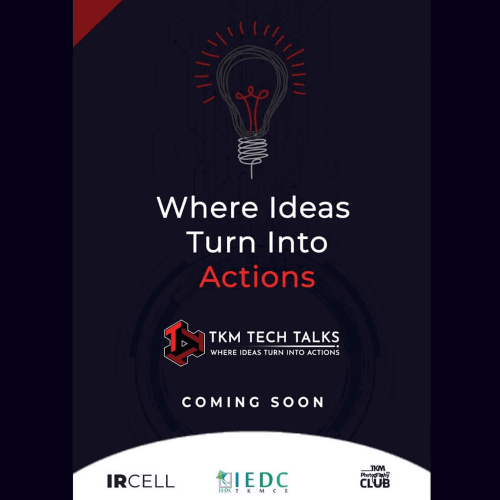 Where Ideas
Turn Into
Actions
TKM TECH TALKS
WHERE IDEAS TURN INTO ACTIONS
COMING SOON
IRCELL
IEDC
IEDC
TKMCE
TKM
Photography
CLUB